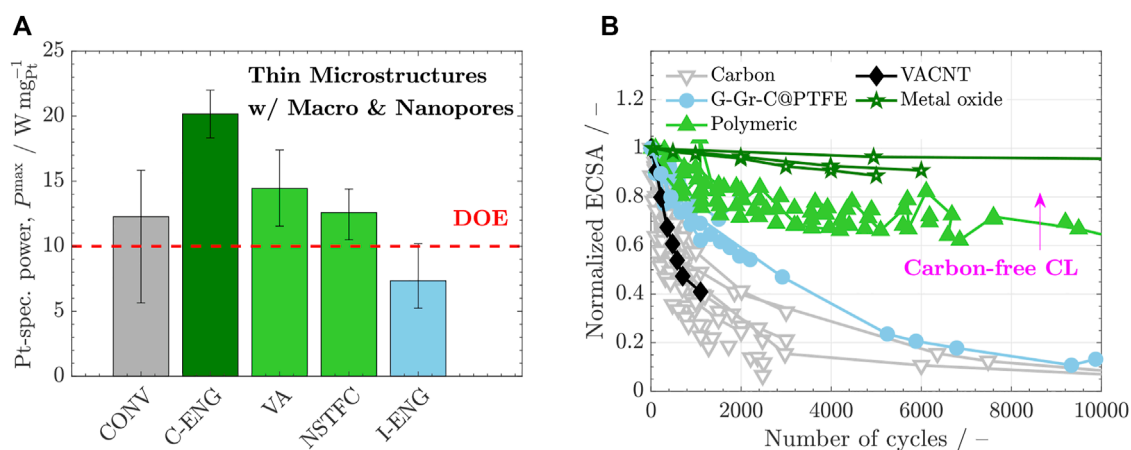 A
Pt-spec. power, P^max / W mg_Pt^−1
25
20
15
10
5
0
Thin Microstructures
w/ Macro & Nanopores
DOE
CONV
C-ENG
VA
NSTFC
I-ENG
B
Normalized ECSA / –
1.2
1
0.8
0.6
0.4
0.2
0
Carbon
G-Gr-C@PTFE
Polymeric
VACNT
Metal oxide
Carbon-free CL
0
2000
4000
6000
8000
10000
Number of cycles / –